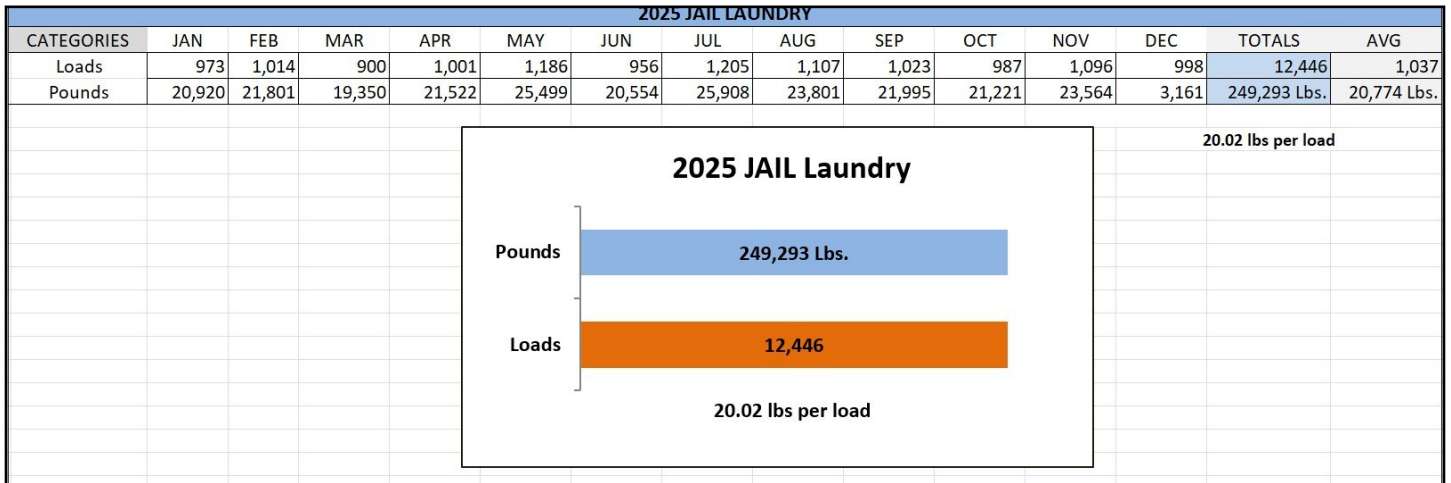 2025 JAIL LAUNDRY
CATEGORIES JAN FEB MAR APR MAY JUN JUL AUG SEP OCT NOV DEC TOTALS AVG
Loads 973 1,014 900 1,001 1,186 956 1,205 1,107 1,023 987 1,096 998 12,446 1,037
Pounds 20,920 21,801 19,350 21,522 25,499 20,554 25,908 23,801 21,995 21,221 23,564 3,161 249,293 Lbs. 20,774 Lbs.
20.02 lbs per load
2025 JAIL Laundry
Pounds 249,293 Lbs.
Loads 12,446
20.02 lbs per load